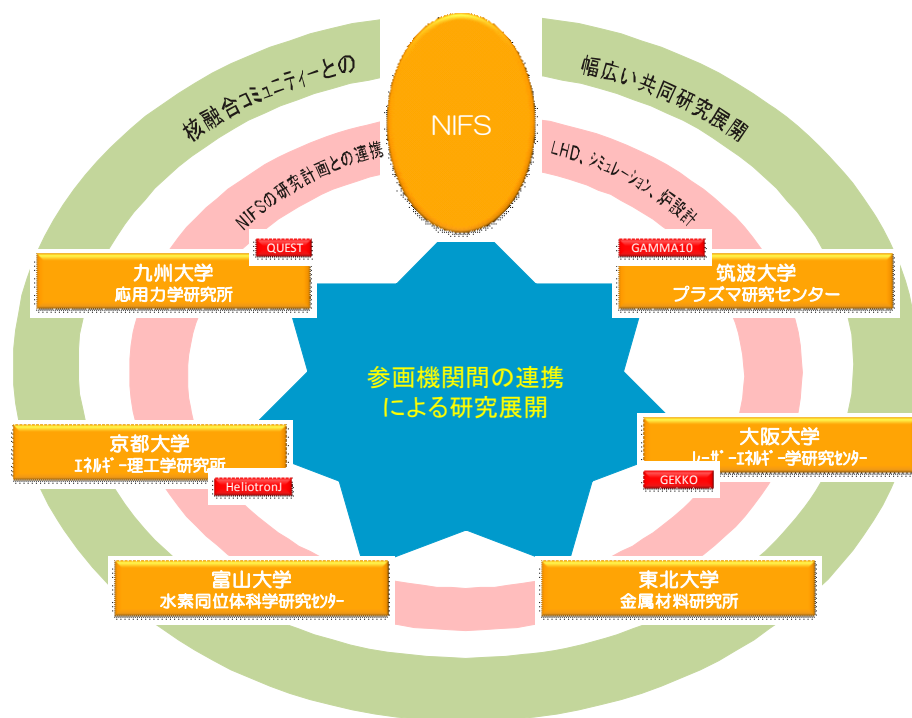 核融合コミュニティーとの
幅広い共同研究展開
NIFS
NIFSの研究計画との連携
LHD、シミュレーション、炉設計
QUEST
九州大学
応用力学研究所
GAMMA10
筑波大学
プラズマ研究センター
参画機関間の連携
による研究展開
京都大学
エネルギー理工学研究所
HeliotronJ
大阪大学
レーザーエネルギー学研究センター
GEKKO
富山大学
水素同位体科学研究センター
東北大学
金属材料研究所